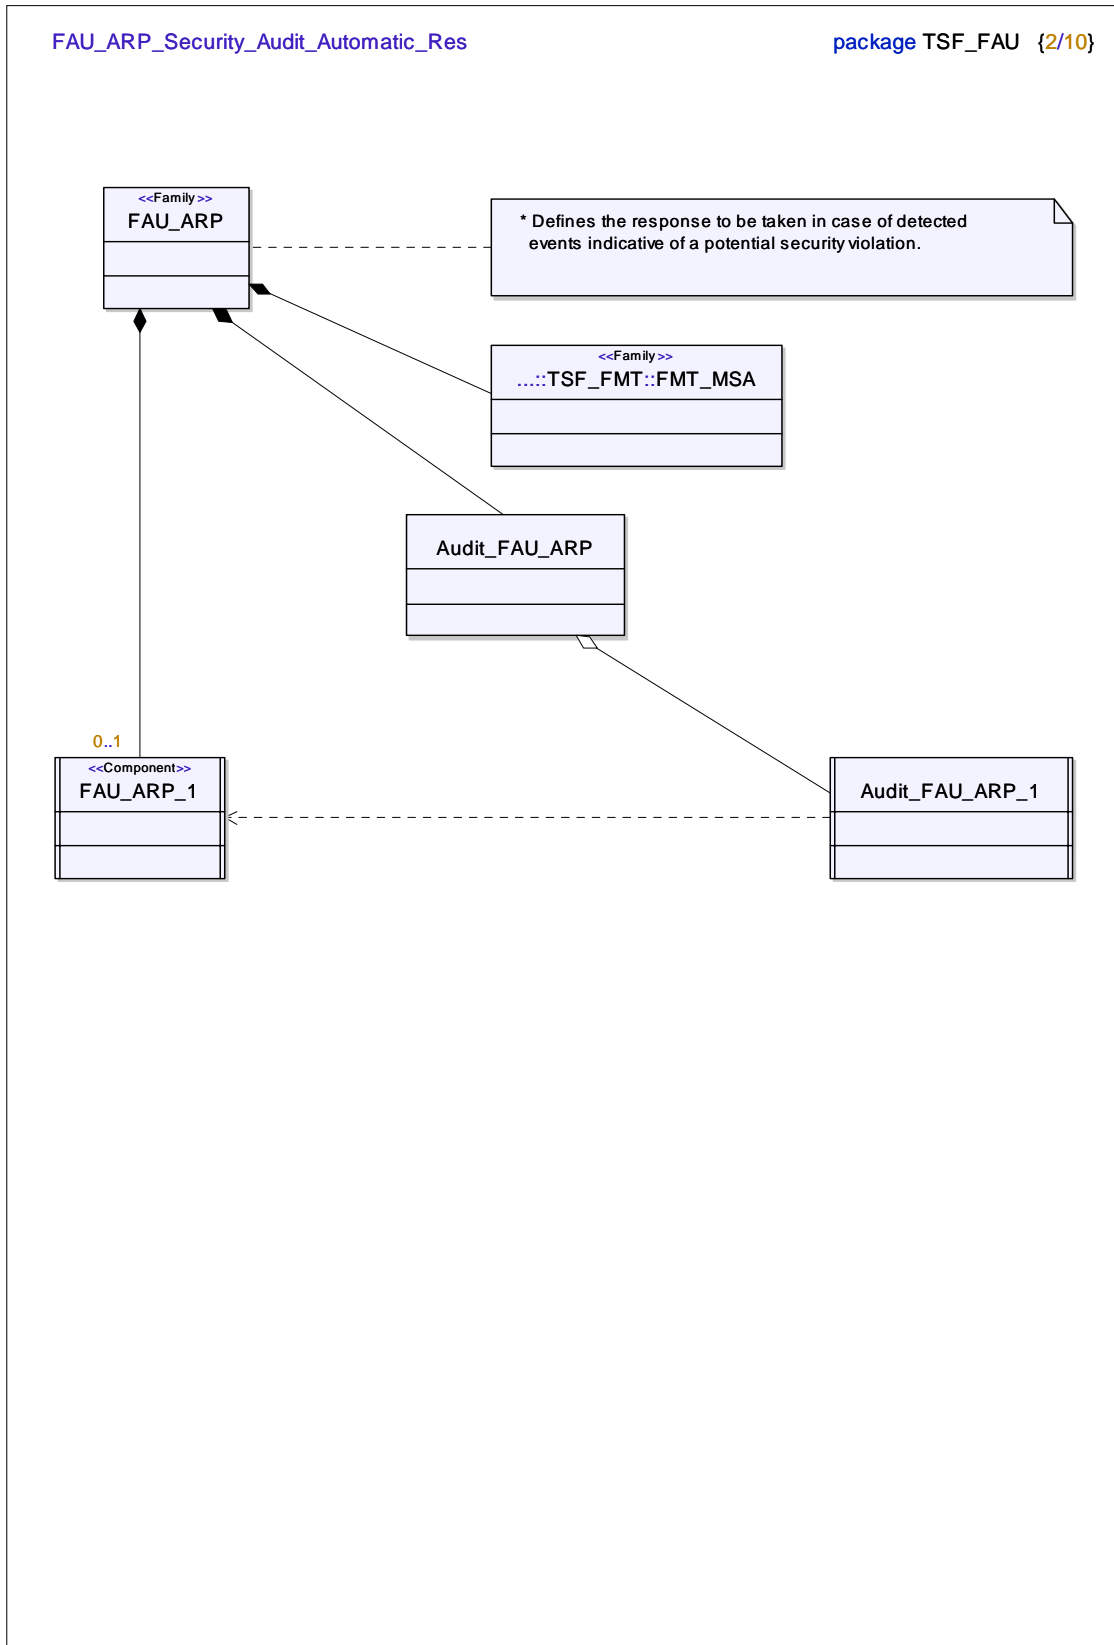 FAU_ARP_Security_Audit_Automatic_Res
package TSF_FAU {2/10}
<<Family>>
FAU_ARP
* Defines the response to be taken in case of detected
events indicative of a potential security violation.
<<Family>>
...::TSF_FMT::FMT_MSA
Audit_FAU_ARP
0..1
<<Component>>
FAU_ARP_1
Audit_FAU_ARP_1